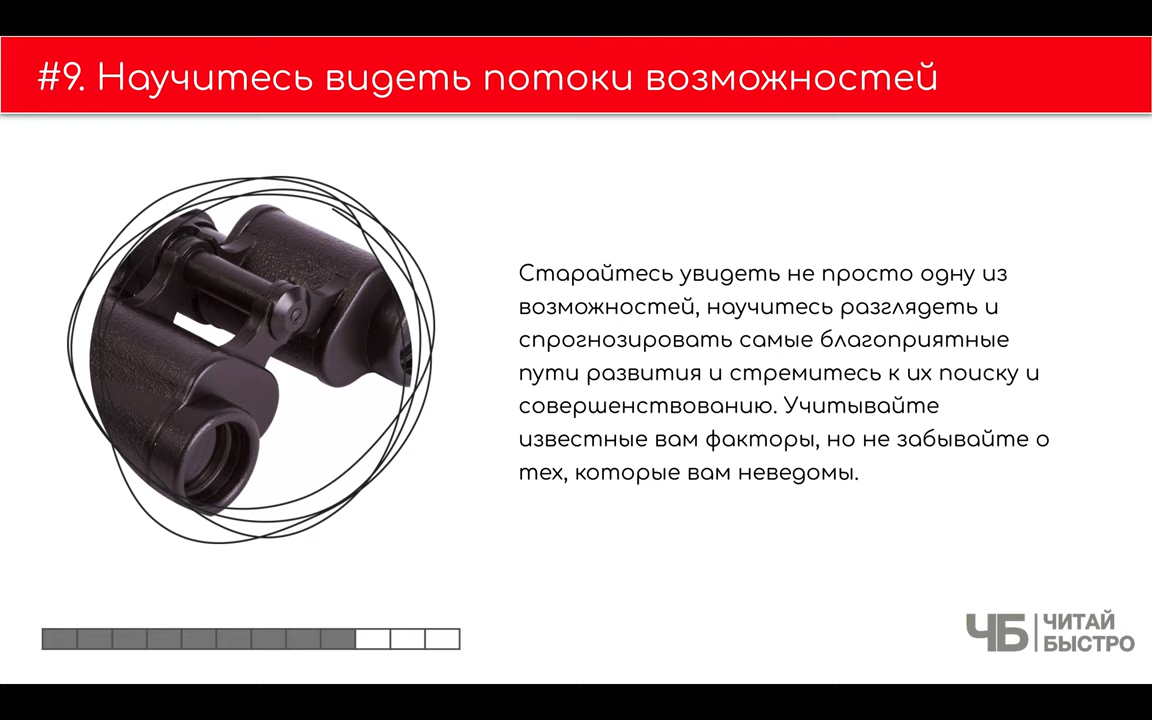 #9. Научитесь видеть потоки возможностей
Старайтесь увидеть не просто одну из
возможностей, научитесь разглядеть и
спрогнозировать самые благоприятные
пути развития и стремитесь к их поиску и
совершенствованию. Учитывайте
известные вам факторы, но не забывайте о
тех, которые вам неведомы.
ЧБ ЧИТАЙ
БЫСТРО